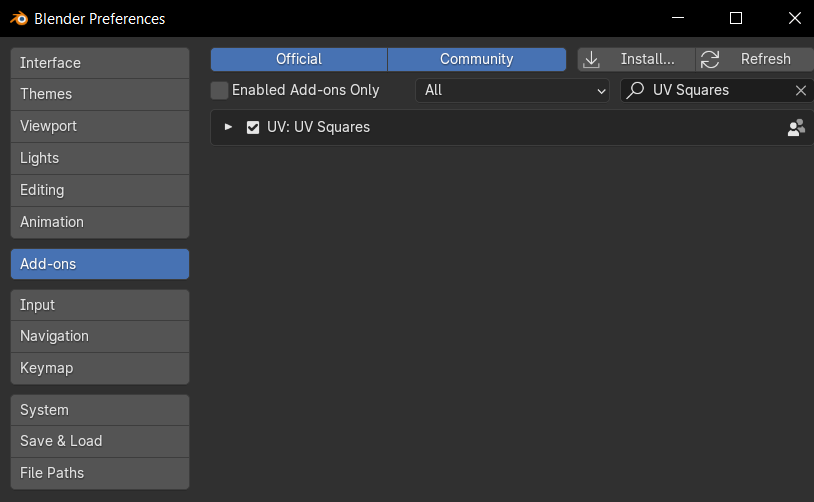 Blender Preferences
Interface
Themes
Viewport
Lights
Editing
Animation
Add-ons
Input
Navigation
Keymap
System
Save & Load
File Paths
Official Community Install... Refresh
Enabled Add-ons Only All UV Squares
UV: UV Squares